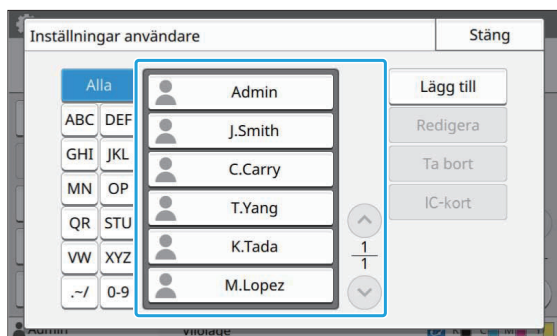 Inställningar användare
Stäng
Alla
ABC DEF
GHI JKL
MN OP
QR STU
VW XYZ
.~/ 0-9
Admin
J.Smith
C.Carry
T.Yang
K.Tada
M.Lopez
1
1
Lägg till
Redigera
Ta bort
IC-kort
Admin Viloläge K C M Y